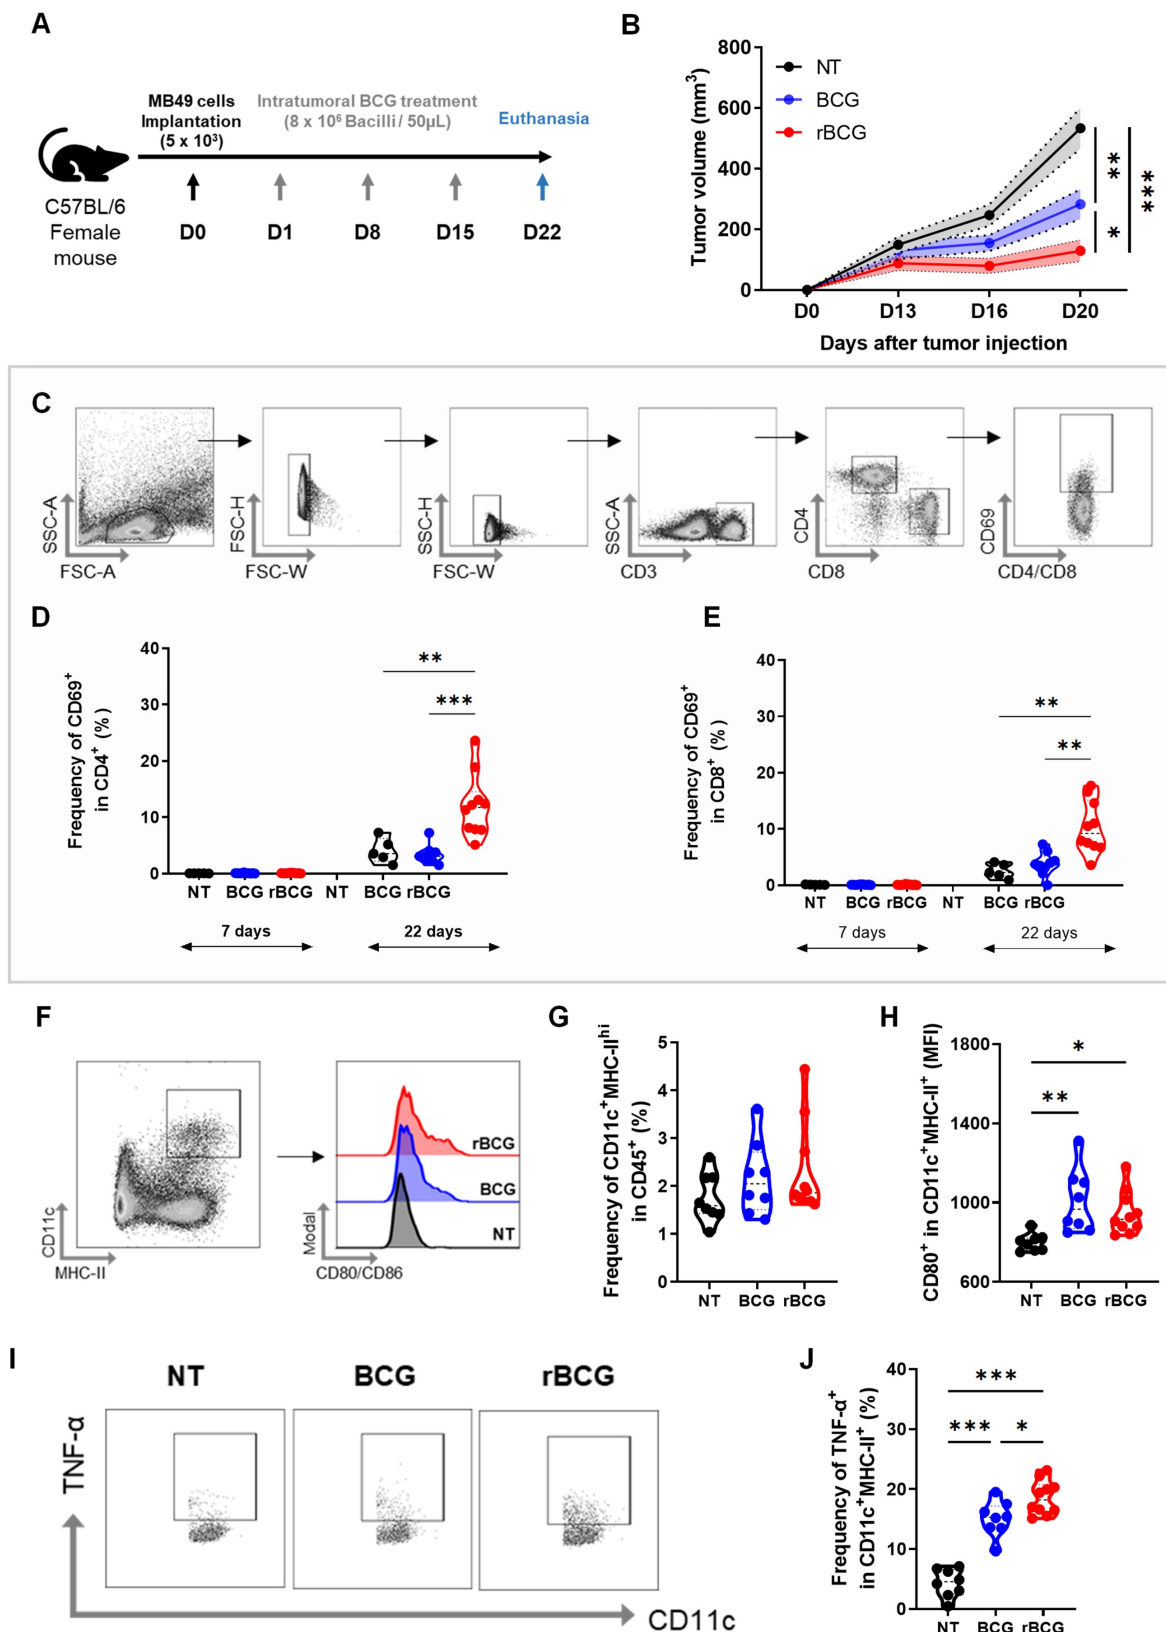 A
MB49 cells
Implantation
(5 x 10³)
Intratumoral BCG treatment
(8 x 10⁶ Bacilli / 50µL)
Euthanasia
C57BL/6
Female
mouse
D0
D1
D8
D15
D22
B
Tumor volume (mm³)
800
600
400
200
0
NT
BCG
rBCG
**
*
***
D0
D13
D16
D20
Days after tumor injection
C
SSC-A
FSC-A
FSC-H
FSC-W
SSC-H
FSC-W
SSC-A
CD3
CD4
CD8
CD69
CD4/CD8
D
Frequency of CD69⁺
in CD4⁺ (%)
40
30
20
10
0
**
***
NT BCG rBCG NT BCG rBCG
7 days
22 days
E
Frequency of CD69⁺
in CD8⁺ (%)
40
30
20
10
0
**
**
NT BCG rBCG NT BCG rBCG
7 days
22 days
F
CD11c
MHC-II
Modal
rBCG
BCG
NT
CD80/CD86
G
Frequency of CD11c⁺MHC-IIʰⁱ
in CD45⁺ (%)
5
4
3
2
1
0
NT BCG rBCG
H
CD80⁺ in CD11c⁺MHC-II⁺ (MFI)
1800
1400
1000
600
*
**
NT BCG rBCG
I
NT
BCG
rBCG
TNF-α
CD11c
J
Frequency of TNF-α⁺
in CD11c⁺MHC-II⁺ (%)
40
30
20
10
0
***
***
*
NT BCG rBCG